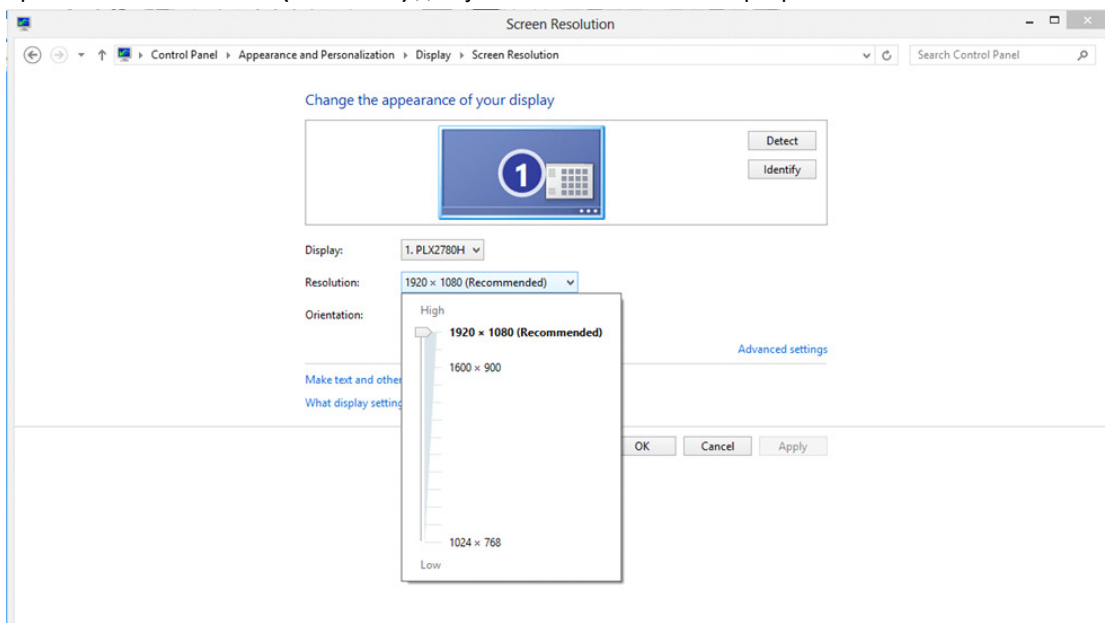 Screen Resolution
Control Panel ▸ Appearance and Personalization ▸ Display ▸ Screen Resolution
Search Control Panel
Change the appearance of your display
1
Detect
Identify
Display: 1. PLX2780H
Resolution: 1920 × 1080 (Recommended)
Orientation:
High
1920 × 1080 (Recommended)
1600 × 900
1024 × 768
Low
Advanced settings
Make text and other
What display setting
OK Cancel Apply